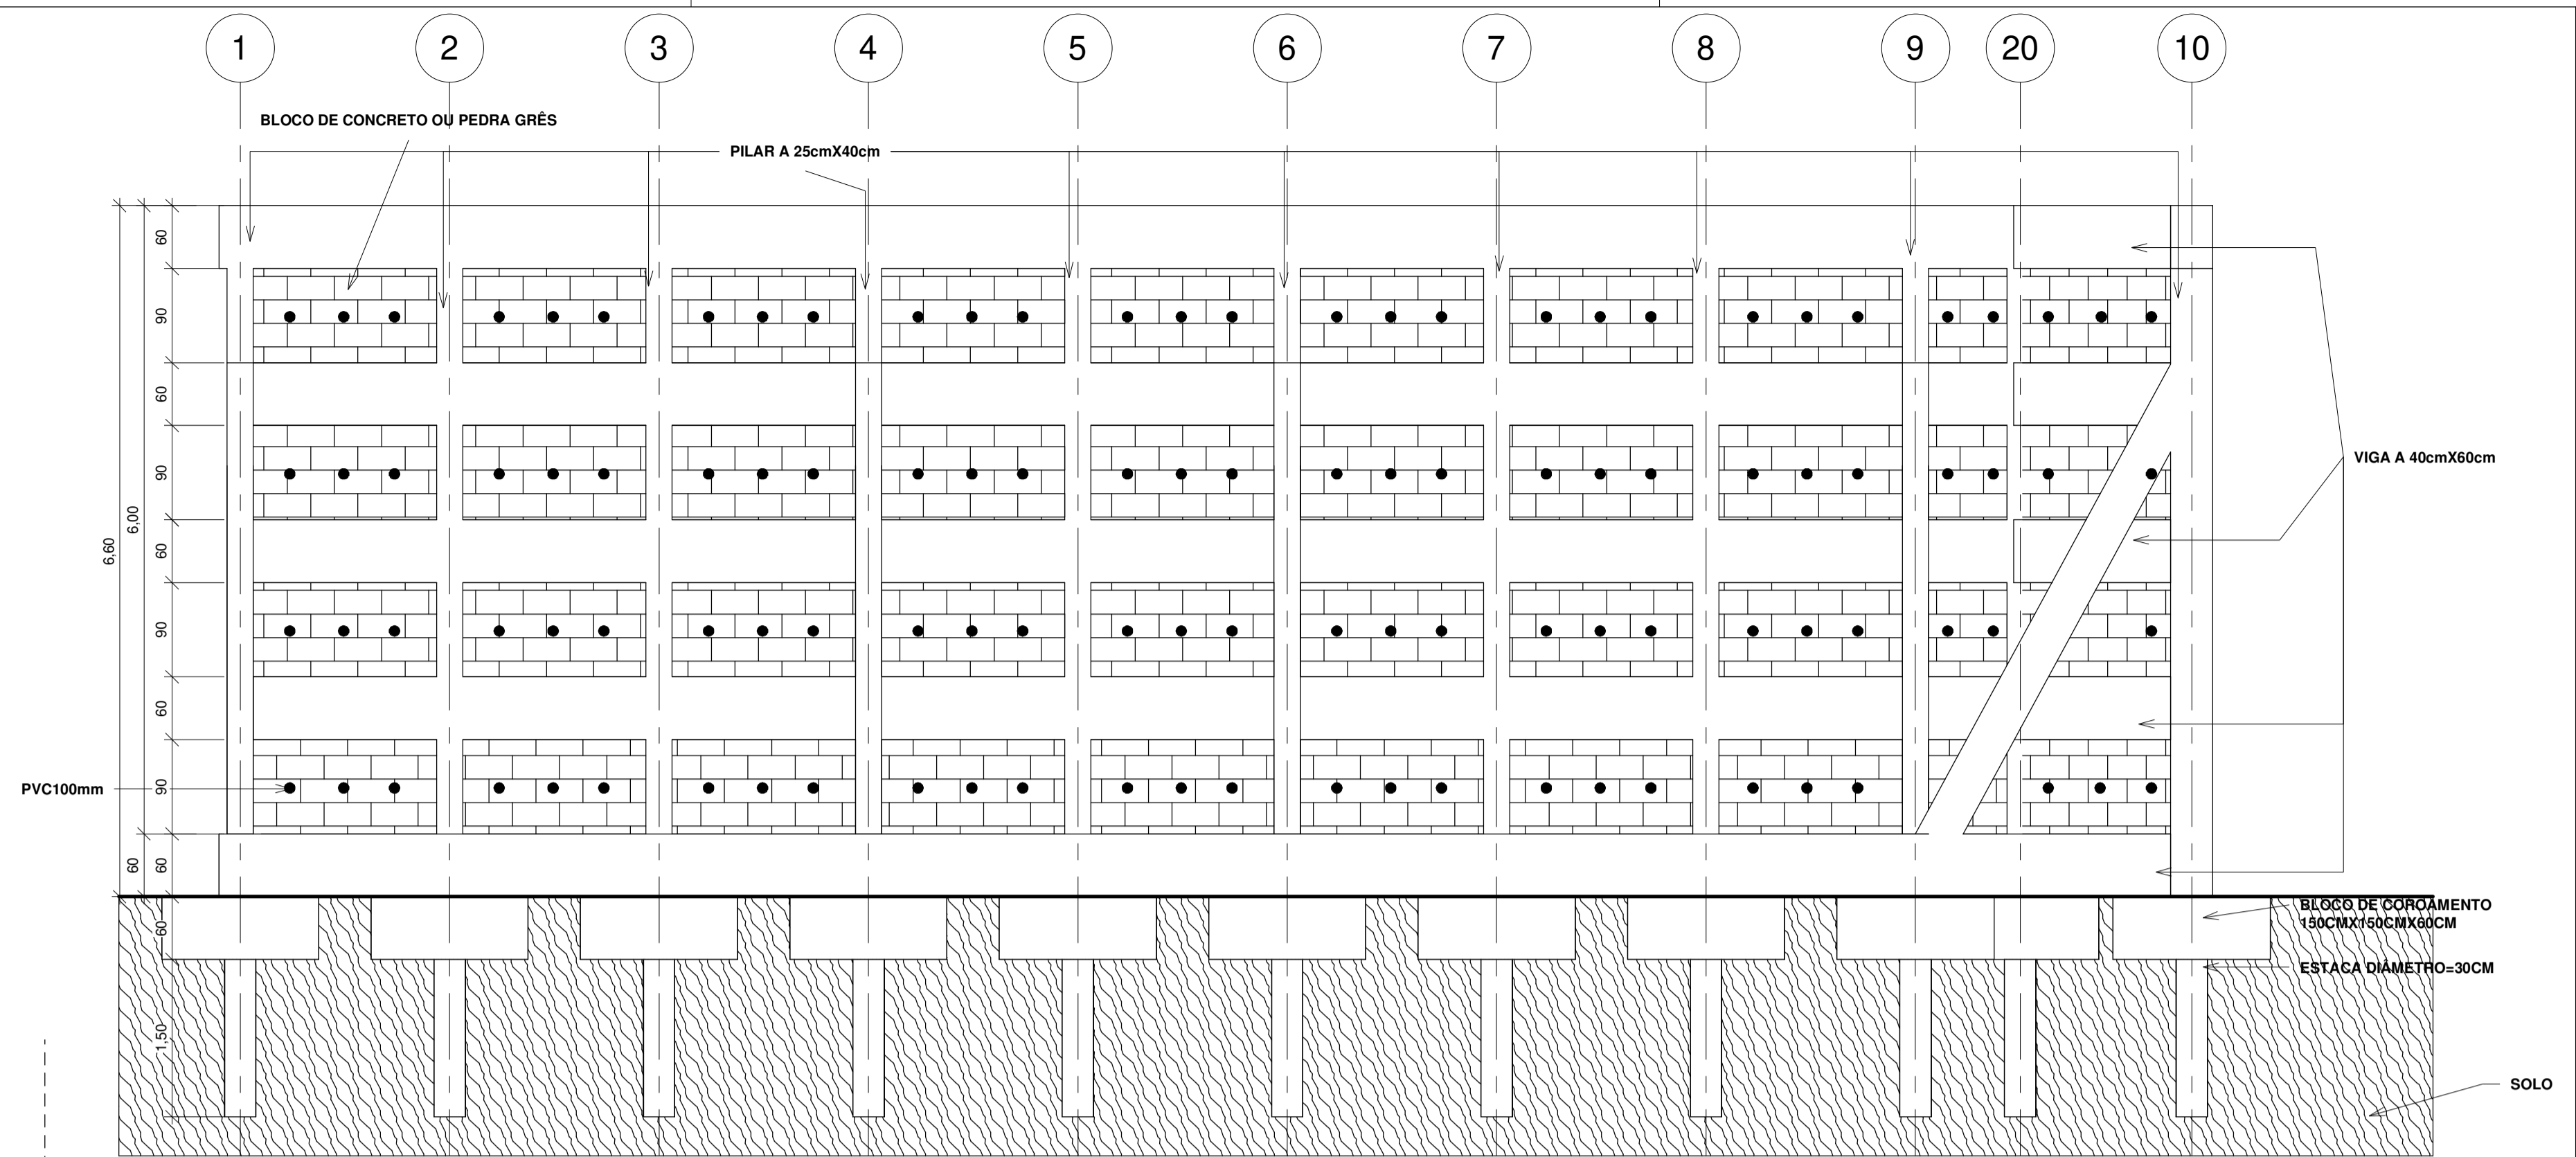 1 2 3 4 5 6 7 8 9 20 10
BLOCO DE CONCRETO OU PEDRA GRÊS
PILAR A 25cmX40cm
60
90
60
90
6,00
VIGA A 40cmX60cm
6,60
60
90
60
PVC100mm
90
60
60
BLOCO DE COROAMENTO
150CMX150CMX60CM
60
ESTACA DIÂMETRO=30CM
1,50
SOLO